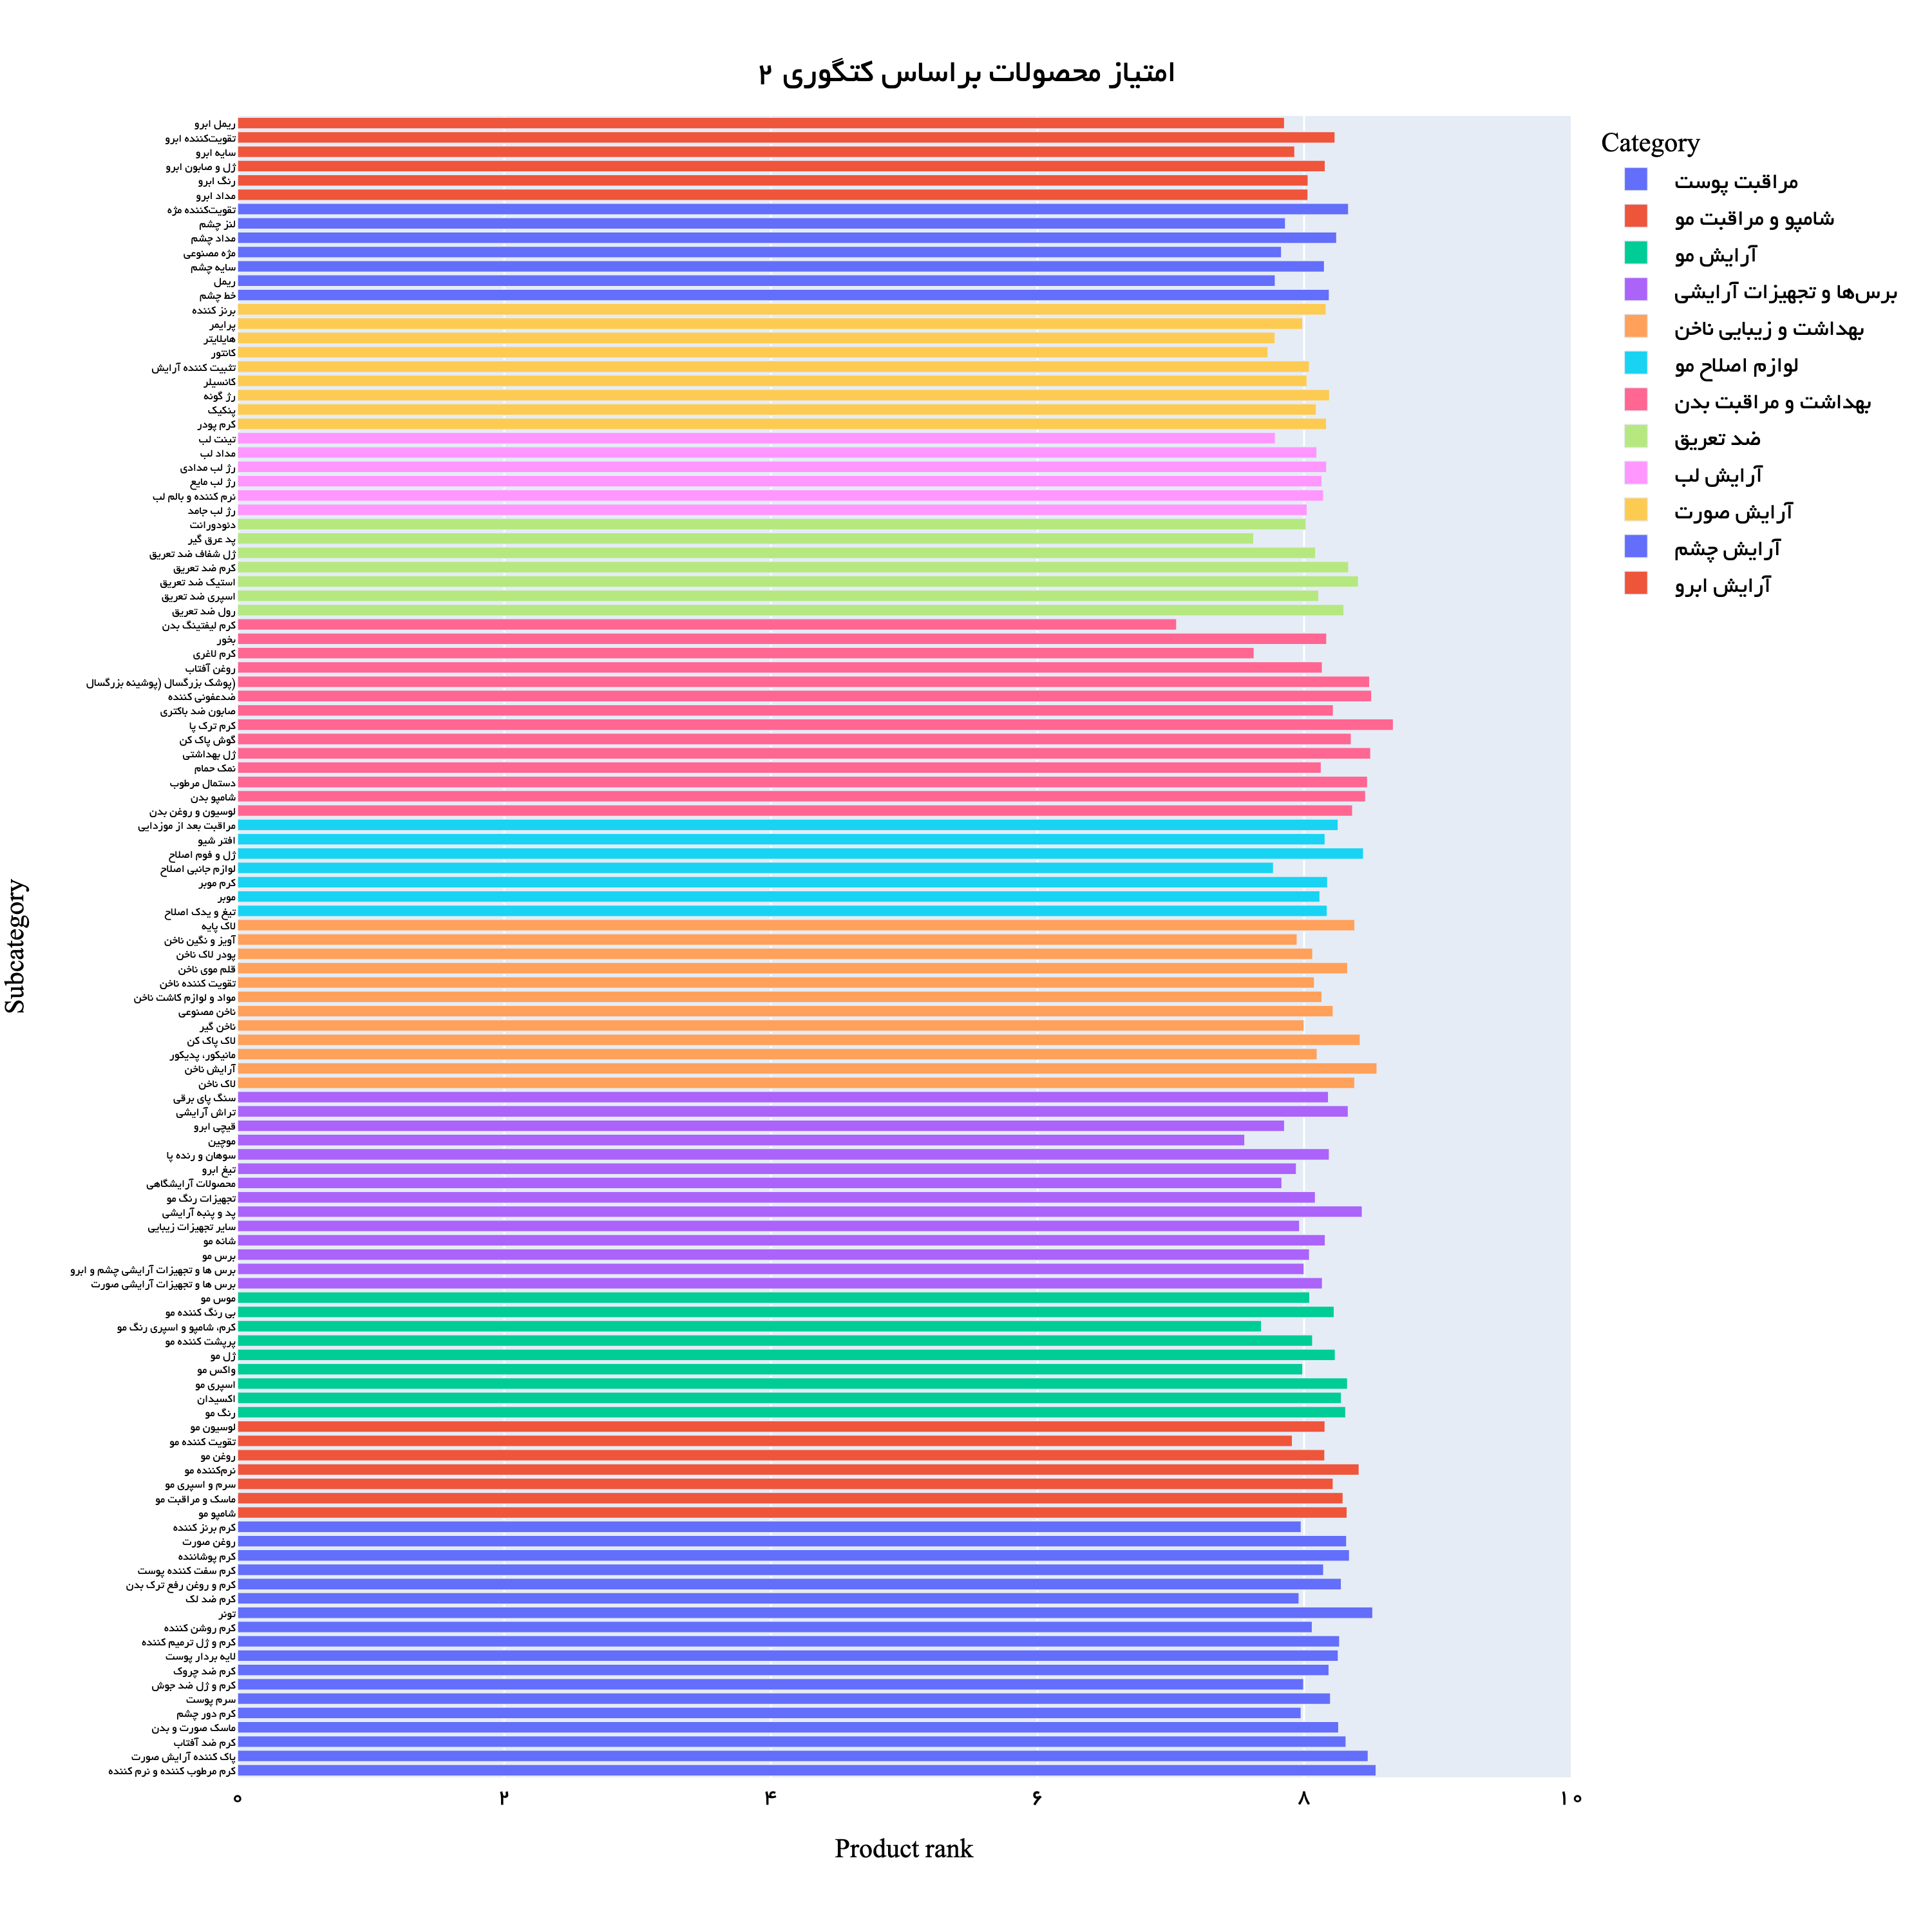 امتیاز محصولات براساس کتگوری ۲
Category
مراقبت پوست
شامپو و مراقبت مو
آرایش مو
برس‌ها و تجهیزات آرایشی
بهداشت و زیبایی ناخن
لوازم اصلاح مو
بهداشت و مراقبت بدن
ضد تعریق
آرایش لب
آرایش صورت
آرایش چشم
آرایش ابرو
Subcategory
ریمل ابرو
تقویت‌کننده ابرو
سایه ابرو
ژل و صابون ابرو
رنگ ابرو
مداد ابرو
تقویت‌کننده مژه
لنز چشم
مداد چشم
مژه مصنوعی
سایه چشم
ریمل
خط چشم
برنز کننده
پرایمر
هایلایتر
کانتور
تثبیت کننده آرایش
کانسیلر
رژ گونه
پنکیک
کرم پودر
تینت لب
مداد لب
رژ لب مدادی
رژ لب مایع
نرم کننده و بالم لب
رژ لب جامد
دئودورانت
پد عرق گیر
ژل شفاف ضد تعریق
کرم ضد تعریق
استیک ضد تعریق
اسپری ضد تعریق
رول ضد تعریق
کرم لیفتینگ بدن
بخور
کرم لاغری
روغن آفتاب
(پوشک بزرگسال (پوشینه بزرگسال
ضدعفونی کننده
صابون ضد باکتری
کرم ترک پا
گوش پاک کن
ژل بهداشتی
نمک حمام
دستمال مرطوب
شامپو بدن
لوسیون و روغن بدن
مراقبت بعد از موزدایی
افتر شیو
ژل و فوم اصلاح
لوازم جانبی اصلاح
کرم موبر
موبر
تیغ و یدک اصلاح
لاک پایه
آویز و نگین ناخن
پودر لاک ناخن
قلم موی ناخن
تقویت کننده ناخن
مواد و لوازم کاشت ناخن
ناخن مصنوعی
ناخن گیر
لاک پاک کن
مانیکور، پدیکور
آرایش ناخن
لاک ناخن
سنگ پای برقی
تراش آرایشی
قیچی ابرو
موچین
سوهان و رنده پا
تیغ ابرو
محصولات آرایشگاهی
تجهیزات رنگ مو
پد و پنبه آرایشی
سایر تجهیزات زیبایی
شانه مو
برس مو
برس ها و تجهیزات آرایشی چشم و ابرو
برس ها و تجهیزات آرایشی صورت
موس مو
بی رنگ کننده مو
کرم، شامپو و اسپری رنگ مو
پرپشت کننده مو
ژل مو
واکس مو
اسپری مو
اکسیدان
رنگ مو
لوسیون مو
تقویت کننده مو
روغن مو
نرم‌کننده مو
سرم و اسپری مو
ماسک و مراقبت مو
شامپو مو
کرم برنز کننده
روغن صورت
کرم پوشاننده
کرم سفت کننده پوست
کرم و روغن رفع ترک بدن
کرم ضد لک
تونر
کرم روشن کننده
کرم و ژل ترمیم کننده
لایه بردار پوست
کرم ضد چروک
کرم و ژل ضد جوش
سرم پوست
کرم دور چشم
ماسک صورت و بدن
کرم ضد آفتاب
پاک کننده آرایش صورت
کرم مرطوب کننده و نرم کننده
۰ ۲ ۴ ۶ ۸ ۱۰
Product rank